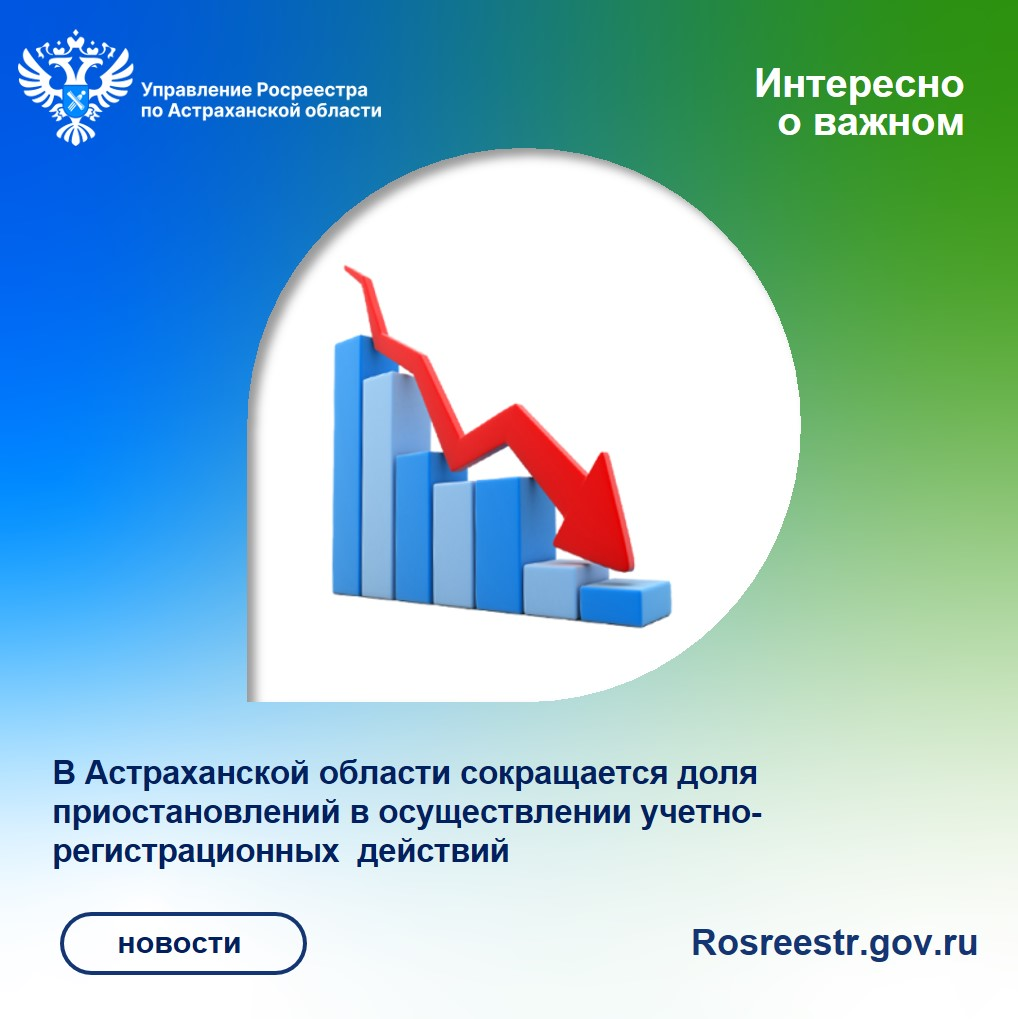 Управление Росреестра
по Астраханской области
Интересно
о важном
В Астраханской области сокращается доля
приостановлений в осуществлении учетно-
регистрационных действий
новости
Rosreestr.gov.ru